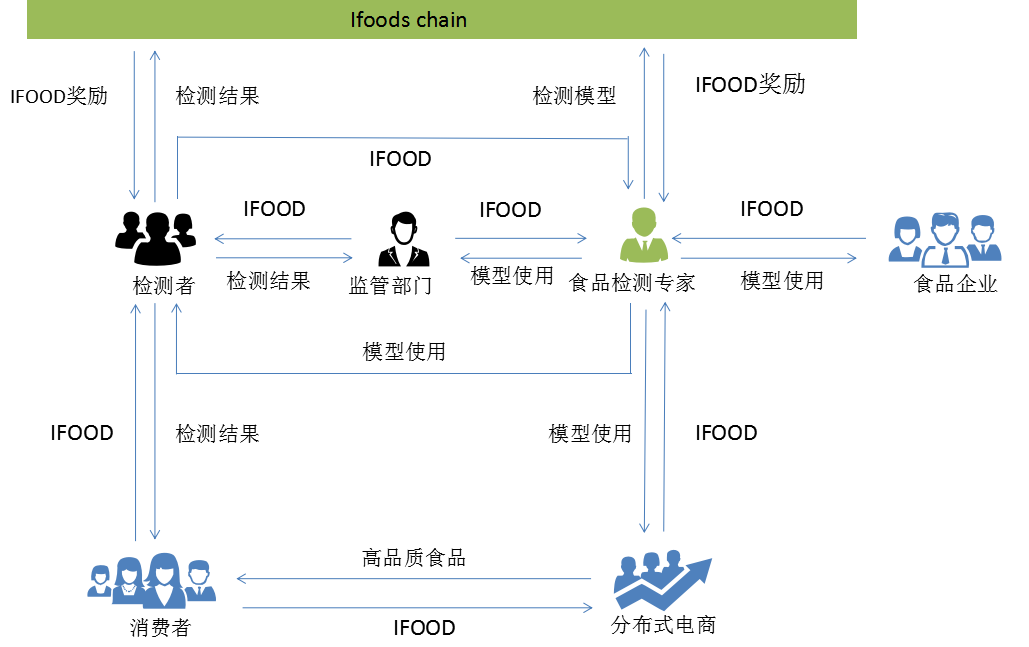 Ifoods chain
IFOOD奖励
检测结果
检测模型
IFOOD奖励
IFOOD
IFOOD
IFOOD
IFOOD
检测者
检测结果
监管部门
模型使用
食品检测专家
模型使用
食品企业
模型使用
IFOOD
检测结果
模型使用
IFOOD
高品质食品
消费者
IFOOD
分布式电商